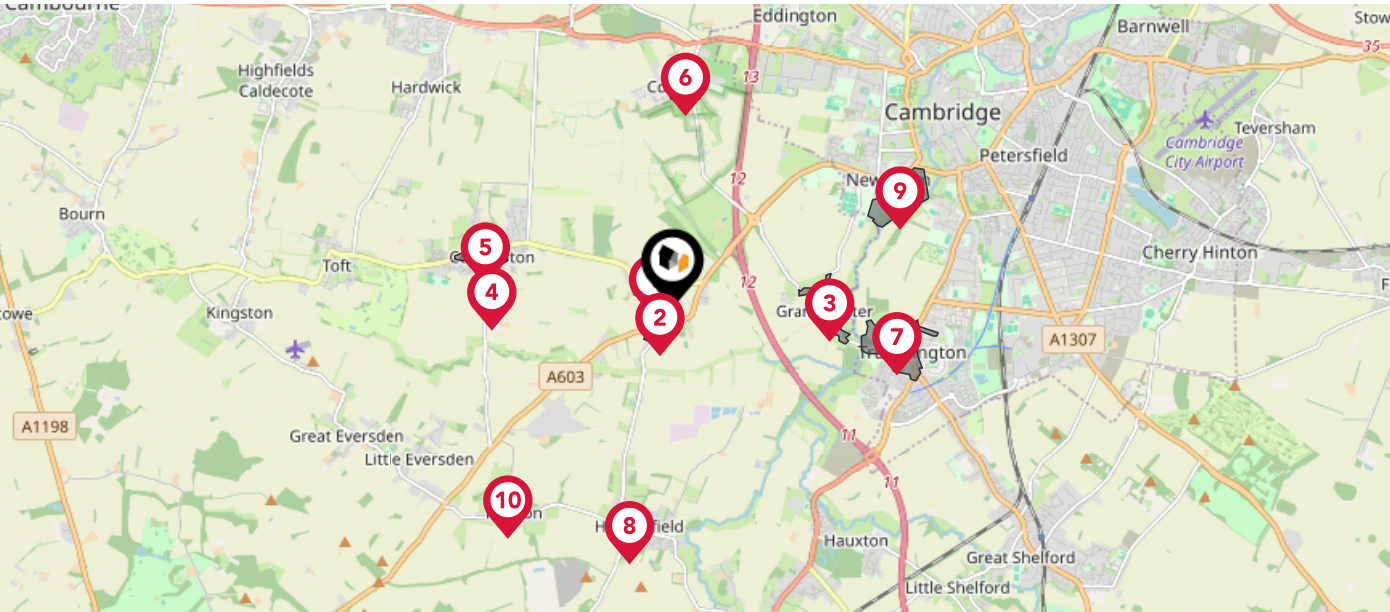 Cambourne
Eddington
Barnwell
Stow
35
Highfields
Caldecote
Hardwick
6
13
Cambridge
Cambridge
City Airport
Teversham
Petersfield
12
9
Bourn
5
4
Toft
Kingston
2
12
3
7
Cherry Hinton
A1307
A603
A1198
Great Eversden
Little Eversden
11
11
10
8
Hauxton
Great Shelford
Little Shelford